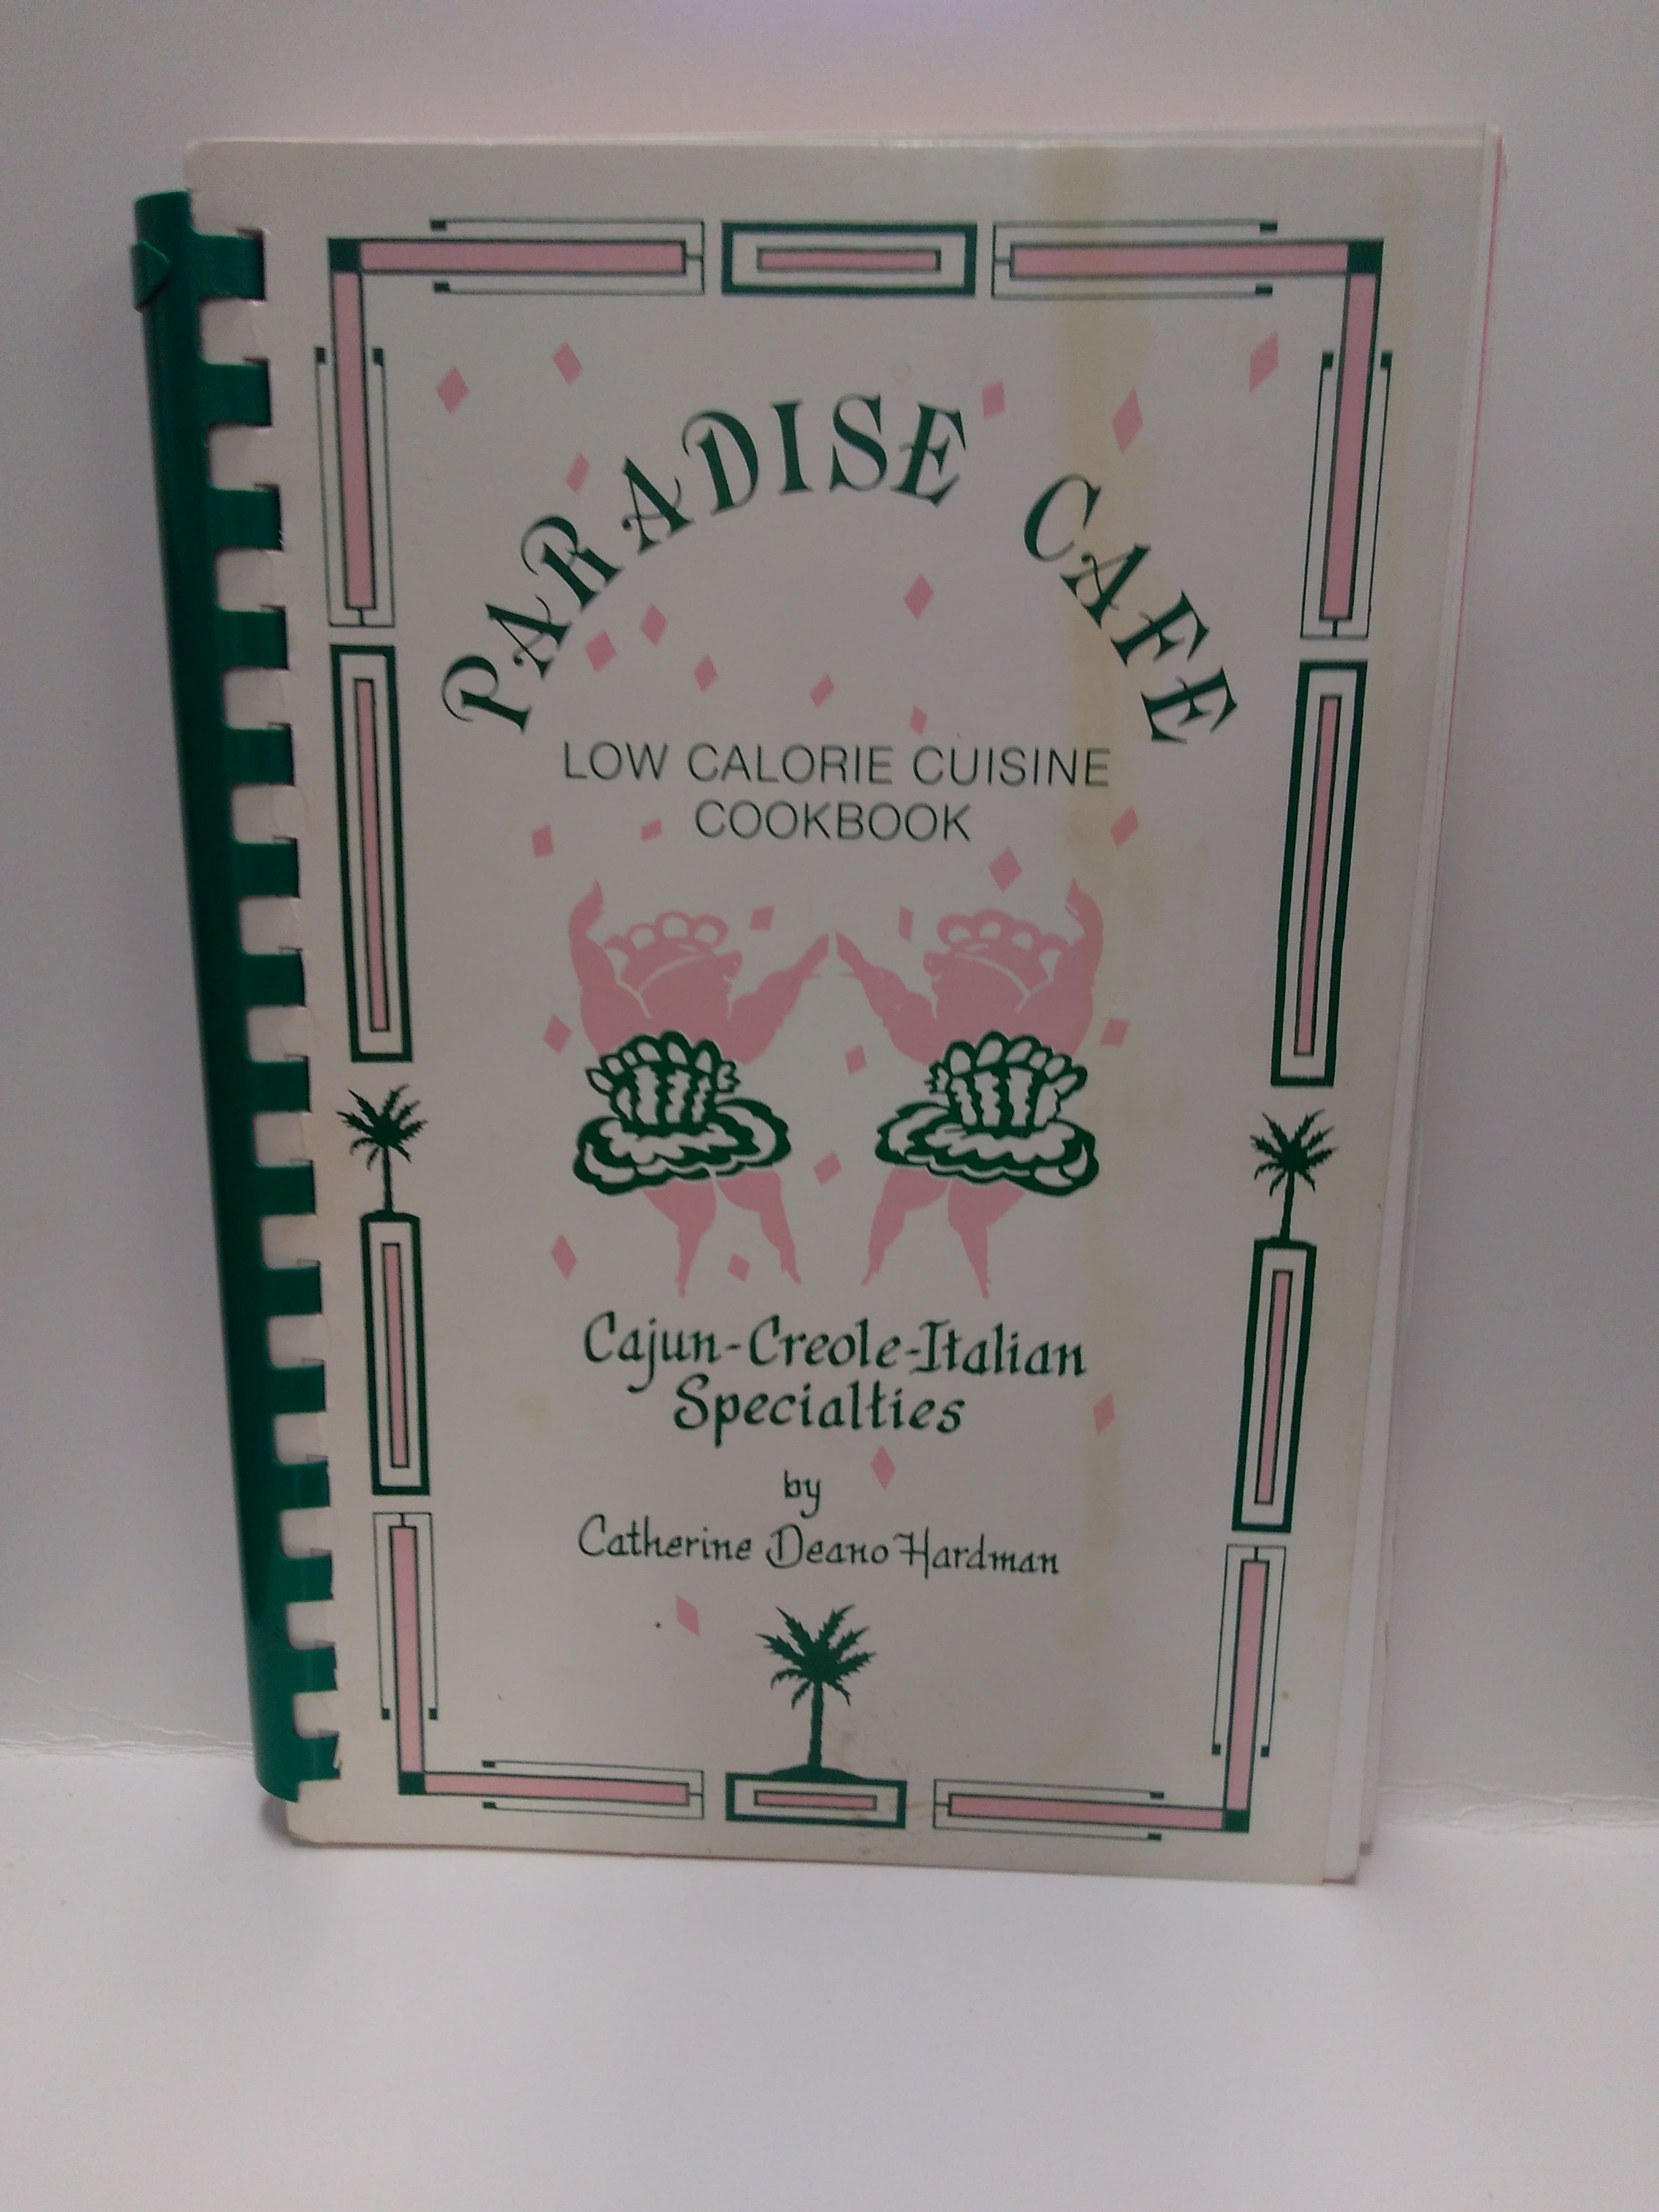 PARADISE CAFE
LOW CALORIE CUISINE
COOKBOOK
Cajun-Creole-Italian
Specialties
by
Catherine Deano Hardman